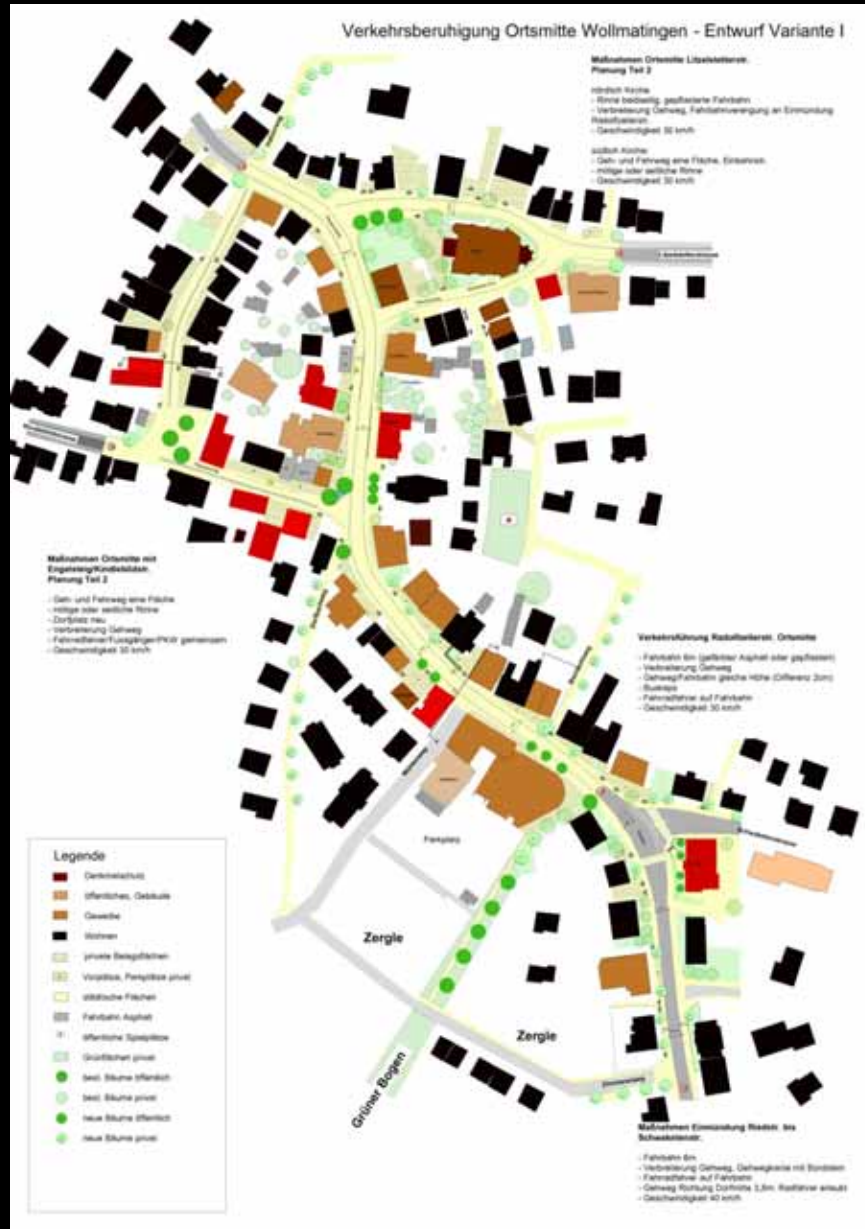 Verkehrsberuhigung Ortsmitte Wollmatingen - Entwurf Variante I
Maßnahmen Ortsmitte Litzelstetterstr.
Planung Teil 2
nördlich Kirche
- Rinne beidseitig, gepflasterte Fahrbahn
- Verbreiterung Gehweg, Fahrbahnverengung an Einmündung
Radolfzellerstr.
- Geschwindigkeit 30 km/h
südlich Kirche:
- Geh- und Fahrweg eine Fläche, Einbahnstr.
- mittige oder seitliche Rinne
- Geschwindigkeit 30 km/h
Maßnahmen Ortsmitte mit
Engelsteig/Kindlebildstr.
Planung Teil 2
- Geh- und Fahrweg eine Fläche
- mittige oder seitliche Rinne
- Dorfplatz neu
- Verbreiterung Gehweg
- Fahrradfahrer/Fussgänger/PKW gemeinsam
- Geschwindigkeit 30 km/h
Verkehrsführung Radolfzellerstr. Ortsmitte
- Fahrbahn 6m (gefärbter Asphalt oder gepflastert)
- Verbreiterung Gehweg
- Gehweg/Fahrbahn gleiche Höhe (Differenz 2cm)
- Buskaps
- Fahrradfahrer auf Fahrbahn
- Geschwindigkeit 30 km/h
Parkplatz
Zergle
Zergle
Grüner Bogen
Legende
Denkmalschutz
öffentliches, Gebäude
Gewerbe
Wohnen
private Belagsflächen
Vorplätze, Parkplätze privat
städtische Flächen
Fahrbahn Asphalt
öffentliche Spielplätze
Grünflächen privat
best. Bäume öffentlich
best. Bäume privat
neue Bäume öffentlich
neue Bäume privat
Maßnahmen Einmündung Riedstr. bis
Schwaketenstr.
- Fahrbahn 6m
- Verbreiterung Gehweg, Gehwegkante mit Bordstein
- Fahrradfahrer auf Fahrbahn
- Gehweg Richtung Dorfmitte 3,5m: Radfahrer erlaubt
- Geschwindigkeit 40 km/h